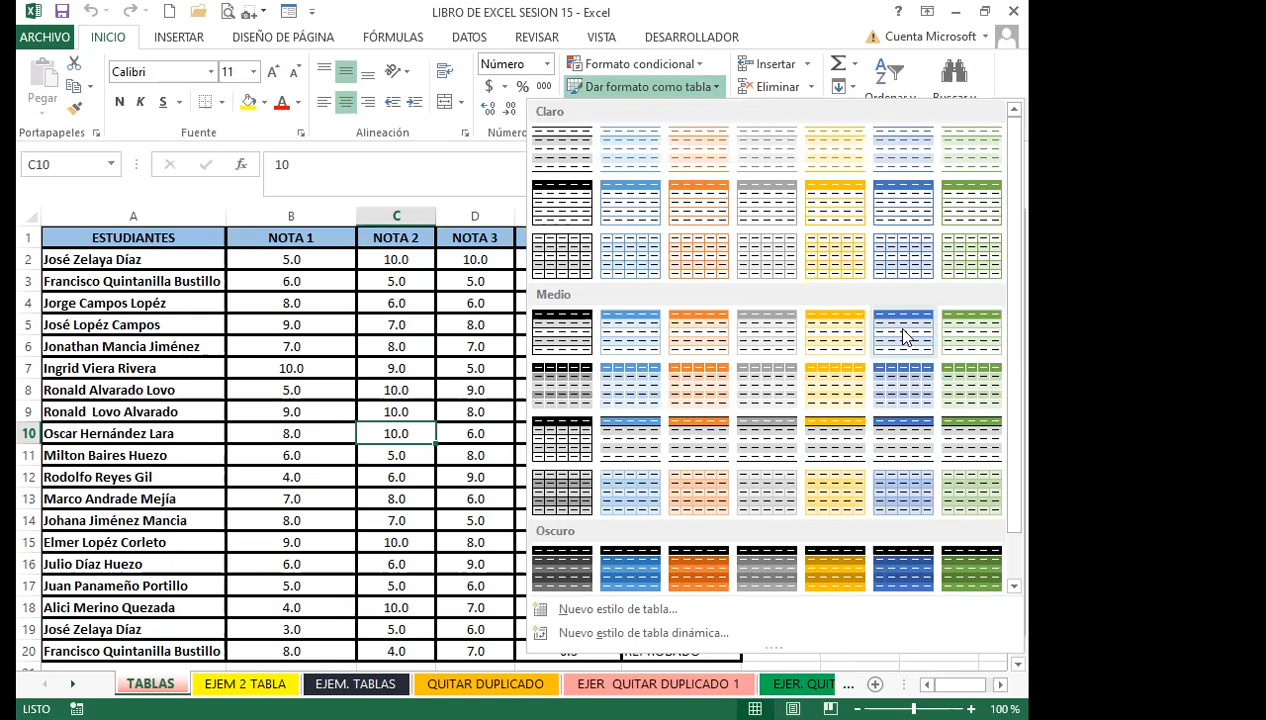 LIBRO DE EXCEL SESION 15 - Excel
ARCHIVO INICIO INSERTAR DISEÑO DE PÁGINA FÓRMULAS DATOS REVISAR VISTA DESARROLLADOR Cuenta Microsoft
Pegar
Calibri 11
N K S
Número
$ % 000
Formato condicional
Dar formato como tabla
Insertar
Eliminar
Portapapeles Fuente Alineación
C10 fx 10
Claro
Medio
Oscuro
Nuevo estilo de tabla...
Nuevo estilo de tabla dinámica...
A B C D
1 ESTUDIANTES NOTA 1 NOTA 2 NOTA 3
2 José Zelaya Díaz 5.0 10.0 10.0
3 Francisco Quintanilla Bustillo 6.0 5.0 5.0
4 Jorge Campos Lopéz 8.0 6.0 6.0
5 José Lopéz Campos 9.0 7.0 8.0
6 Jonathan Mancia Jiménez 7.0 8.0 7.0
7 Ingrid Viera Rivera 10.0 9.0 5.0
8 Ronald Alvarado Lovo 5.0 10.0 9.0
9 Ronald Lovo Alvarado 9.0 10.0 8.0
10 Oscar Hernández Lara 8.0 10.0 6.0
11 Milton Baires Huezo 6.0 5.0 8.0
12 Rodolfo Reyes Gil 4.0 6.0 9.0
13 Marco Andrade Mejía 7.0 8.0 6.0
14 Johana Jiménez Mancia 8.0 7.0 5.0
15 Elmer Lopéz Corleto 9.0 10.0 8.0
16 Julio Díaz Huezo 6.0 6.0 9.0
17 Juan Panameño Portillo 5.0 5.0 6.0
18 Alici Merino Quezada 4.0 10.0 7.0
19 José Zelaya Díaz 3.0 5.0 6.0
20 Francisco Quintanilla Bustillo 8.0 4.0 7.0
TABLAS EJEM 2 TABLA EJEM. TABLAS QUITAR DUPLICADO EJER QUITAR DUPLICADO 1 EJER. QUIT ...
LISTO 100 %